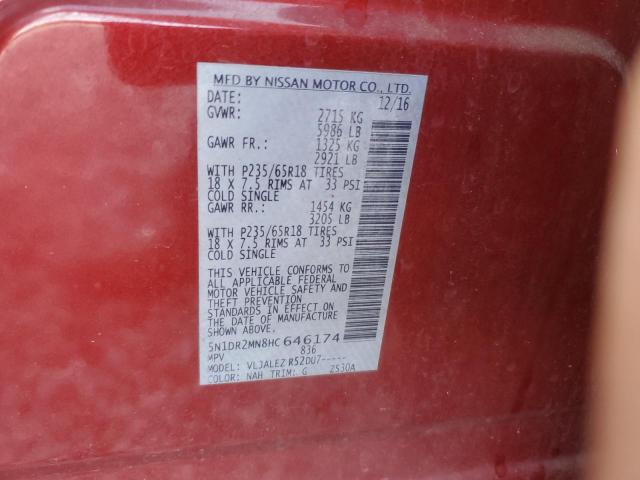 MFD BY NISSAN MOTOR CO., LTD.
DATE: 12/16
GVWR: 2715 KG
5986 LB
GAWR FR.: 1325 KG
2921 LB
WITH P235/65R18 TIRES
18 X 7.5 RIMS AT 33 PSI
COLD SINGLE -
GAWR RR.: 1454 KG
3205 LB
WITH P235/65R18 TIRES
18 X 7.5 RIMS AT 33 PSI
COLD SINGLE
THIS VEHICLE CONFORMS TO
ALL APPLICABLE FEDERAL
MOTOR VEHICLE SAFETY AND
THEFT PREVENTION
STANDARDS IN EFFECT ON
THE DATE OF MANUFACTURE
SHOWN ABOVE.
5N1DR2MN8HC646174
MPV 836
MODEL: VLJALEZ R52DU7-----
COLOR: NAH TRIM: G 2530A